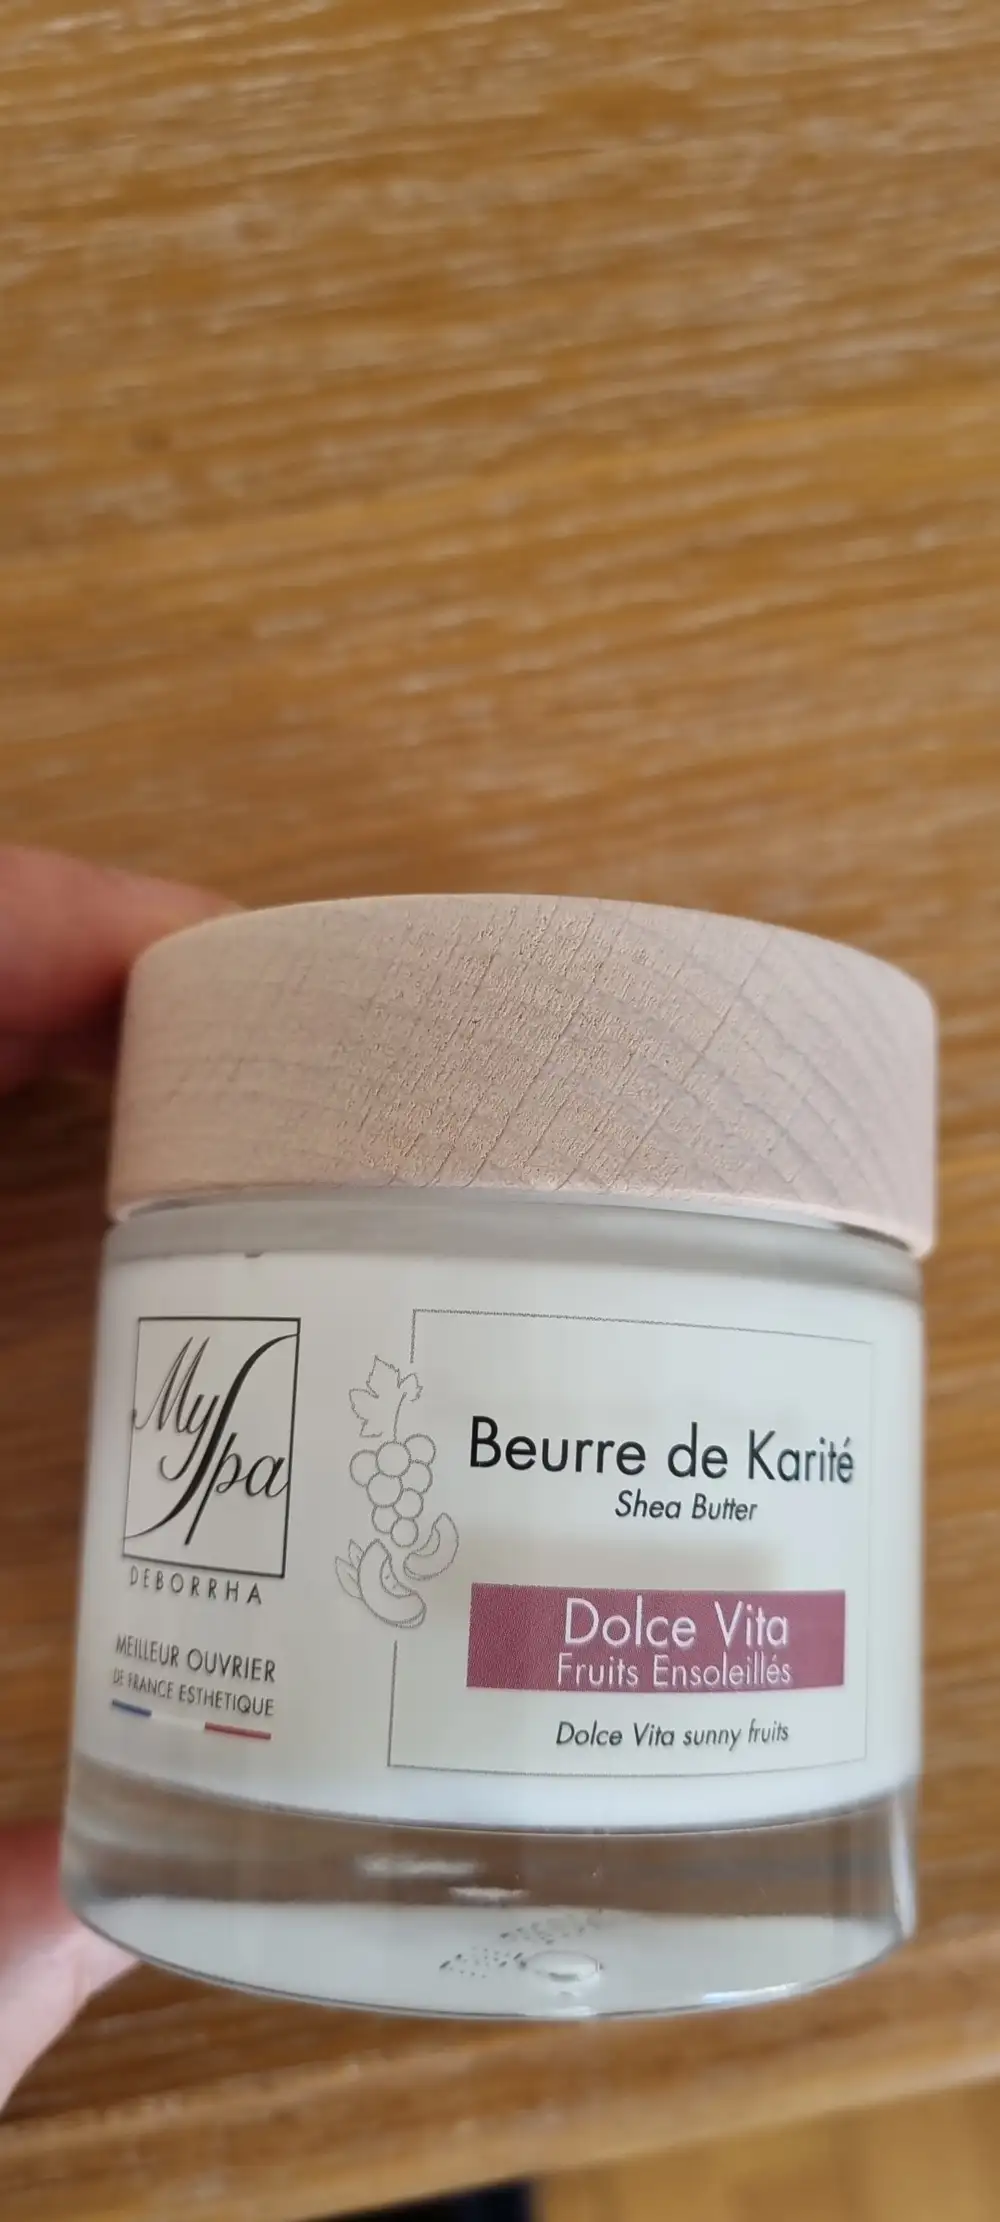 My Spa
DEBORRHA
MEILLEUR OUVRIER
DE FRANCE ESTHETIQUE
Beurre de Karité
Shea Butter
Dolce Vita
Fruits Ensoleillés
Dolce Vita sunny fruits